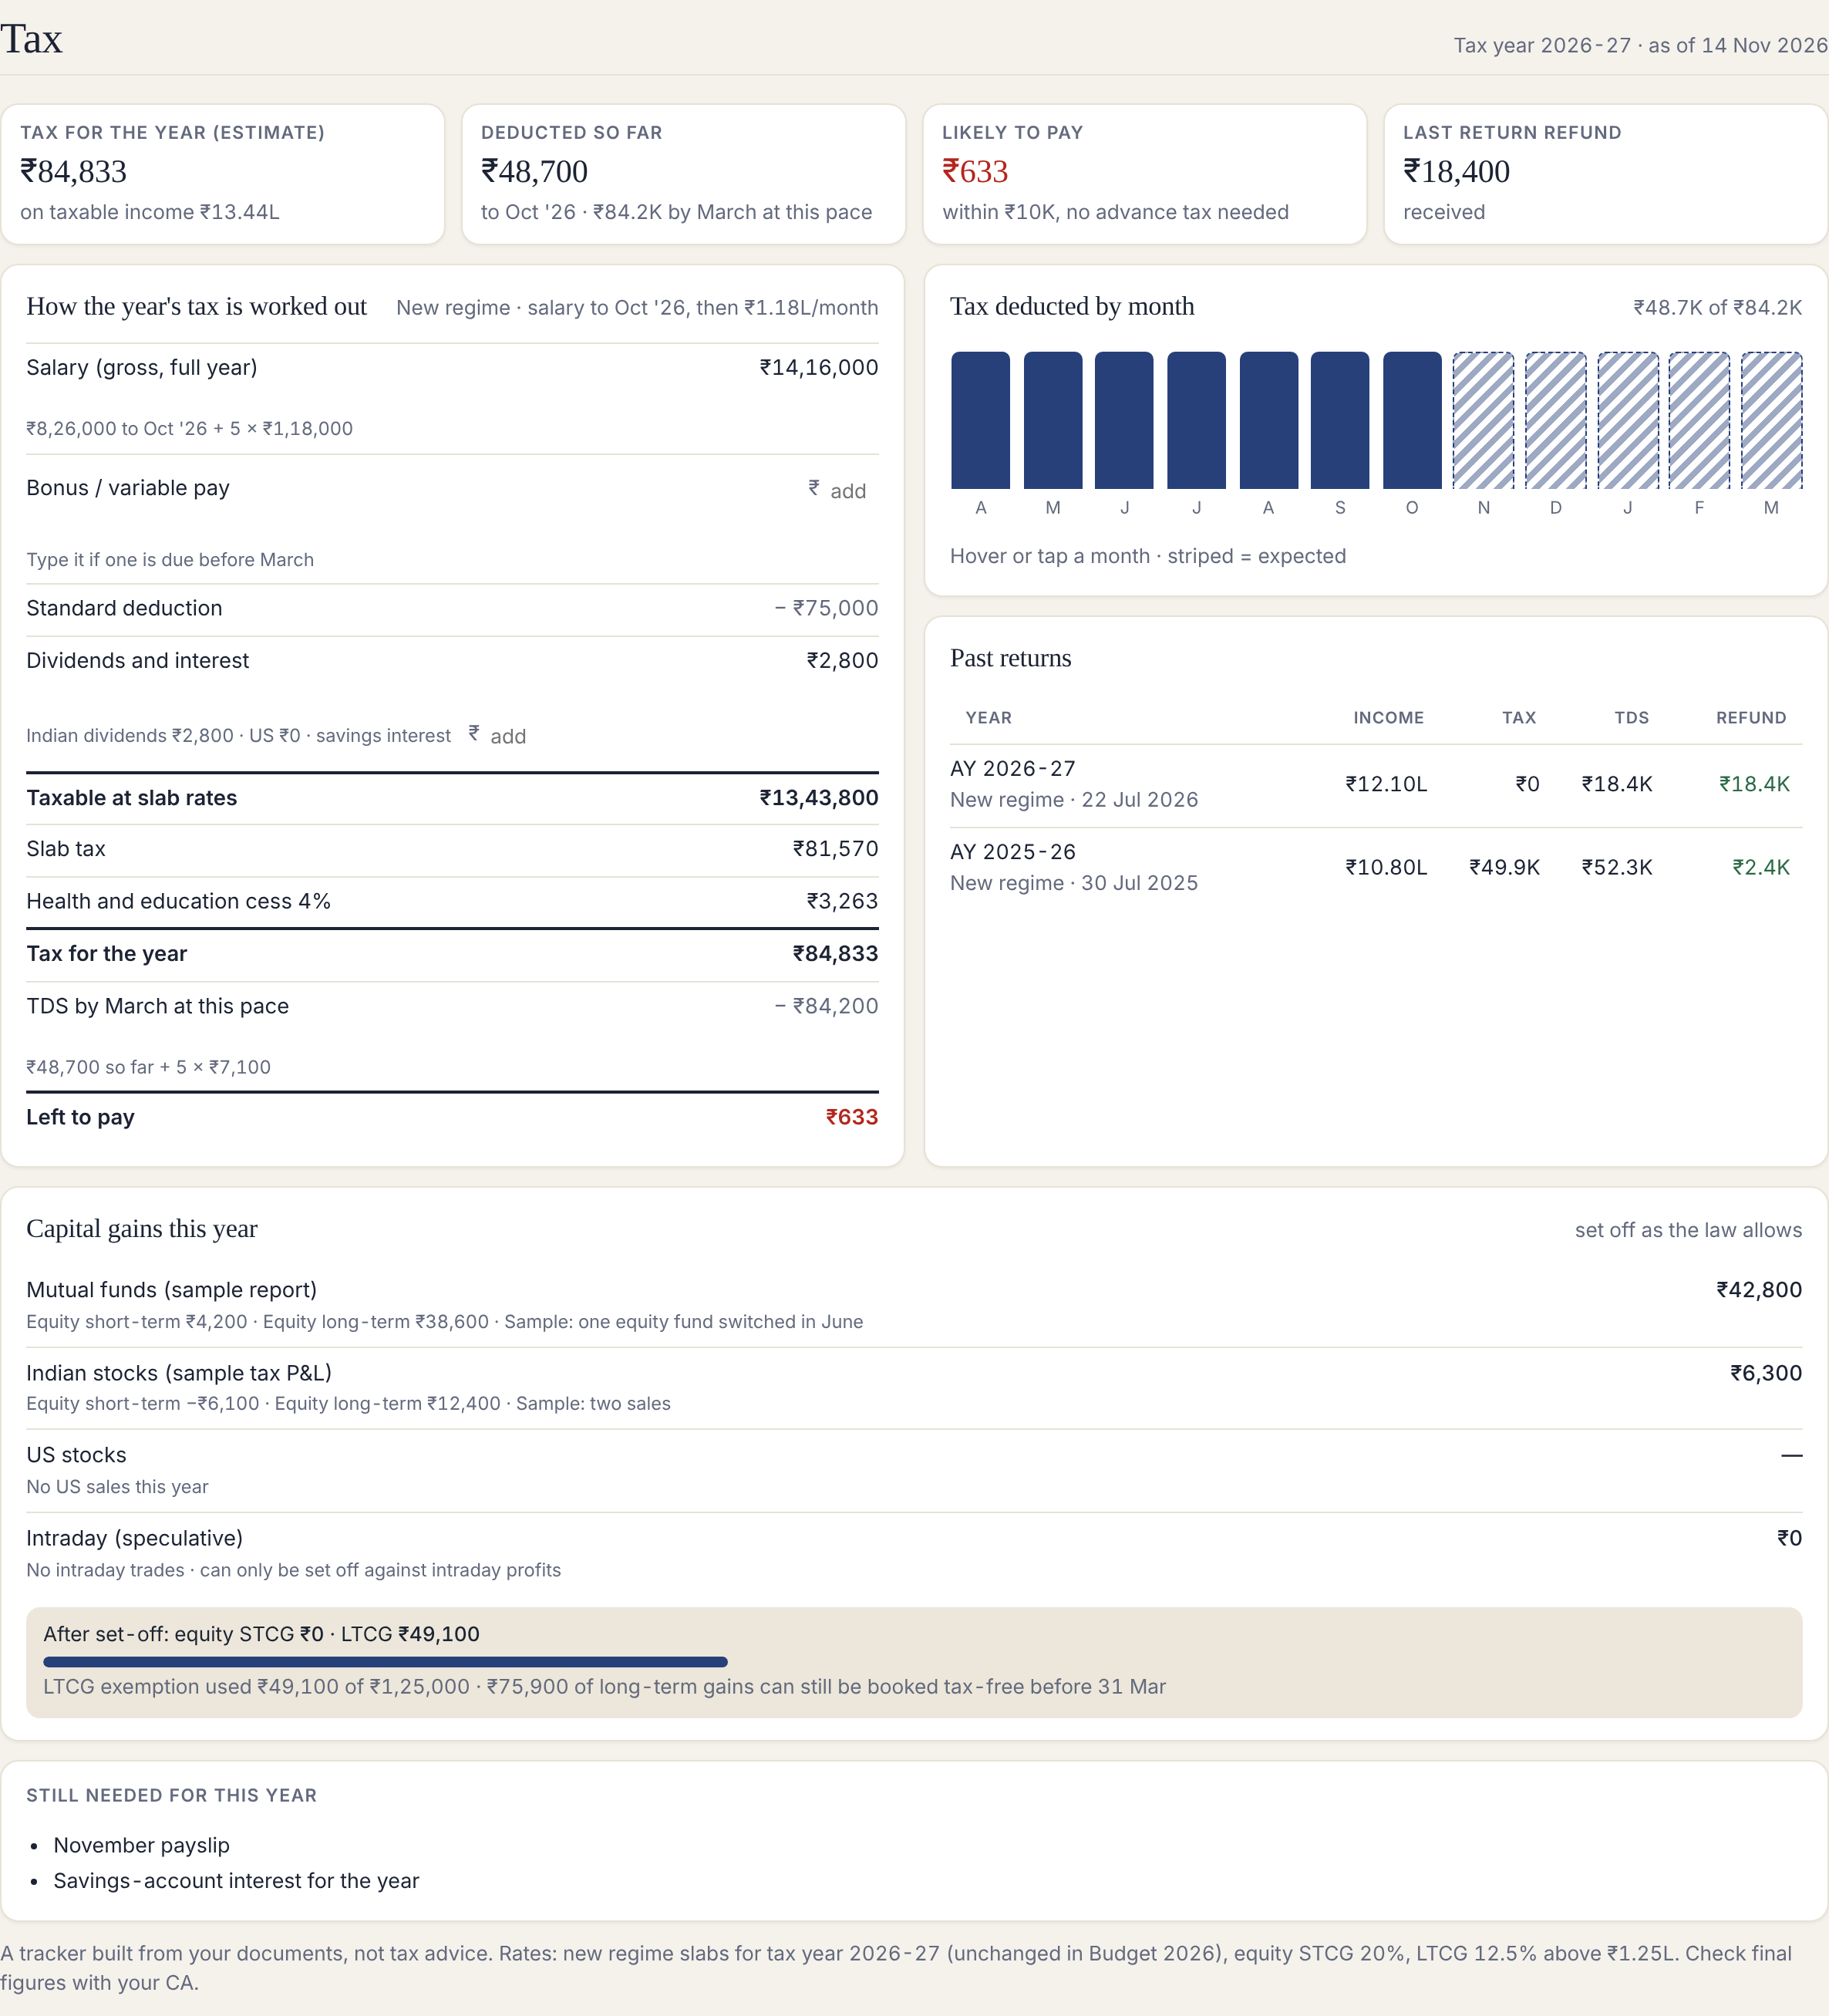 Tax
Tax year 2026-27 · as of 14 Nov 2026
TAX FOR THE YEAR (ESTIMATE)
₹84,833
on taxable income ₹13.44L
DEDUCTED SO FAR
₹48,700
to Oct '26 · ₹84.2K by March at this pace
LIKELY TO PAY
₹633
within ₹10K, no advance tax needed
LAST RETURN REFUND
₹18,400
received
How the year's tax is worked out
New regime · salary to Oct '26, then ₹1.18L/month
Salary (gross, full year) ₹14,16,000
₹8,26,000 to Oct '26 + 5 × ₹1,18,000
Bonus / variable pay ₹ add
Type it if one is due before March
Standard deduction − ₹75,000
Dividends and interest ₹2,800
Indian dividends ₹2,800 · US ₹0 · savings interest ₹ add
Taxable at slab rates ₹13,43,800
Slab tax ₹81,570
Health and education cess 4% ₹3,263
Tax for the year ₹84,833
TDS by March at this pace − ₹84,200
₹48,700 so far + 5 × ₹7,100
Left to pay ₹633
Tax deducted by month ₹48.7K of ₹84.2K
A M J J A S O N D J F M
Hover or tap a month · striped = expected
Past returns
YEAR INCOME TAX TDS REFUND
AY 2026-27
New regime · 22 Jul 2026
₹12.10L ₹0 ₹18.4K ₹18.4K
AY 2025-26
New regime · 30 Jul 2025
₹10.80L ₹49.9K ₹52.3K ₹2.4K
Capital gains this year set off as the law allows
Mutual funds (sample report) ₹42,800
Equity short-term ₹4,200 · Equity long-term ₹38,600 · Sample: one equity fund switched in June
Indian stocks (sample tax P&L) ₹6,300
Equity short-term −₹6,100 · Equity long-term ₹12,400 · Sample: two sales
US stocks —
No US sales this year
Intraday (speculative) ₹0
No intraday trades · can only be set off against intraday profits
After set-off: equity STCG ₹0 · LTCG ₹49,100
LTCG exemption used ₹49,100 of ₹1,25,000 · ₹75,900 of long-term gains can still be booked tax-free before 31 Mar
STILL NEEDED FOR THIS YEAR
• November payslip
• Savings-account interest for the year
A tracker built from your documents, not tax advice. Rates: new regime slabs for tax year 2026-27 (unchanged in Budget 2026), equity STCG 20%, LTCG 12.5% above ₹1.25L. Check final
figures with your CA.